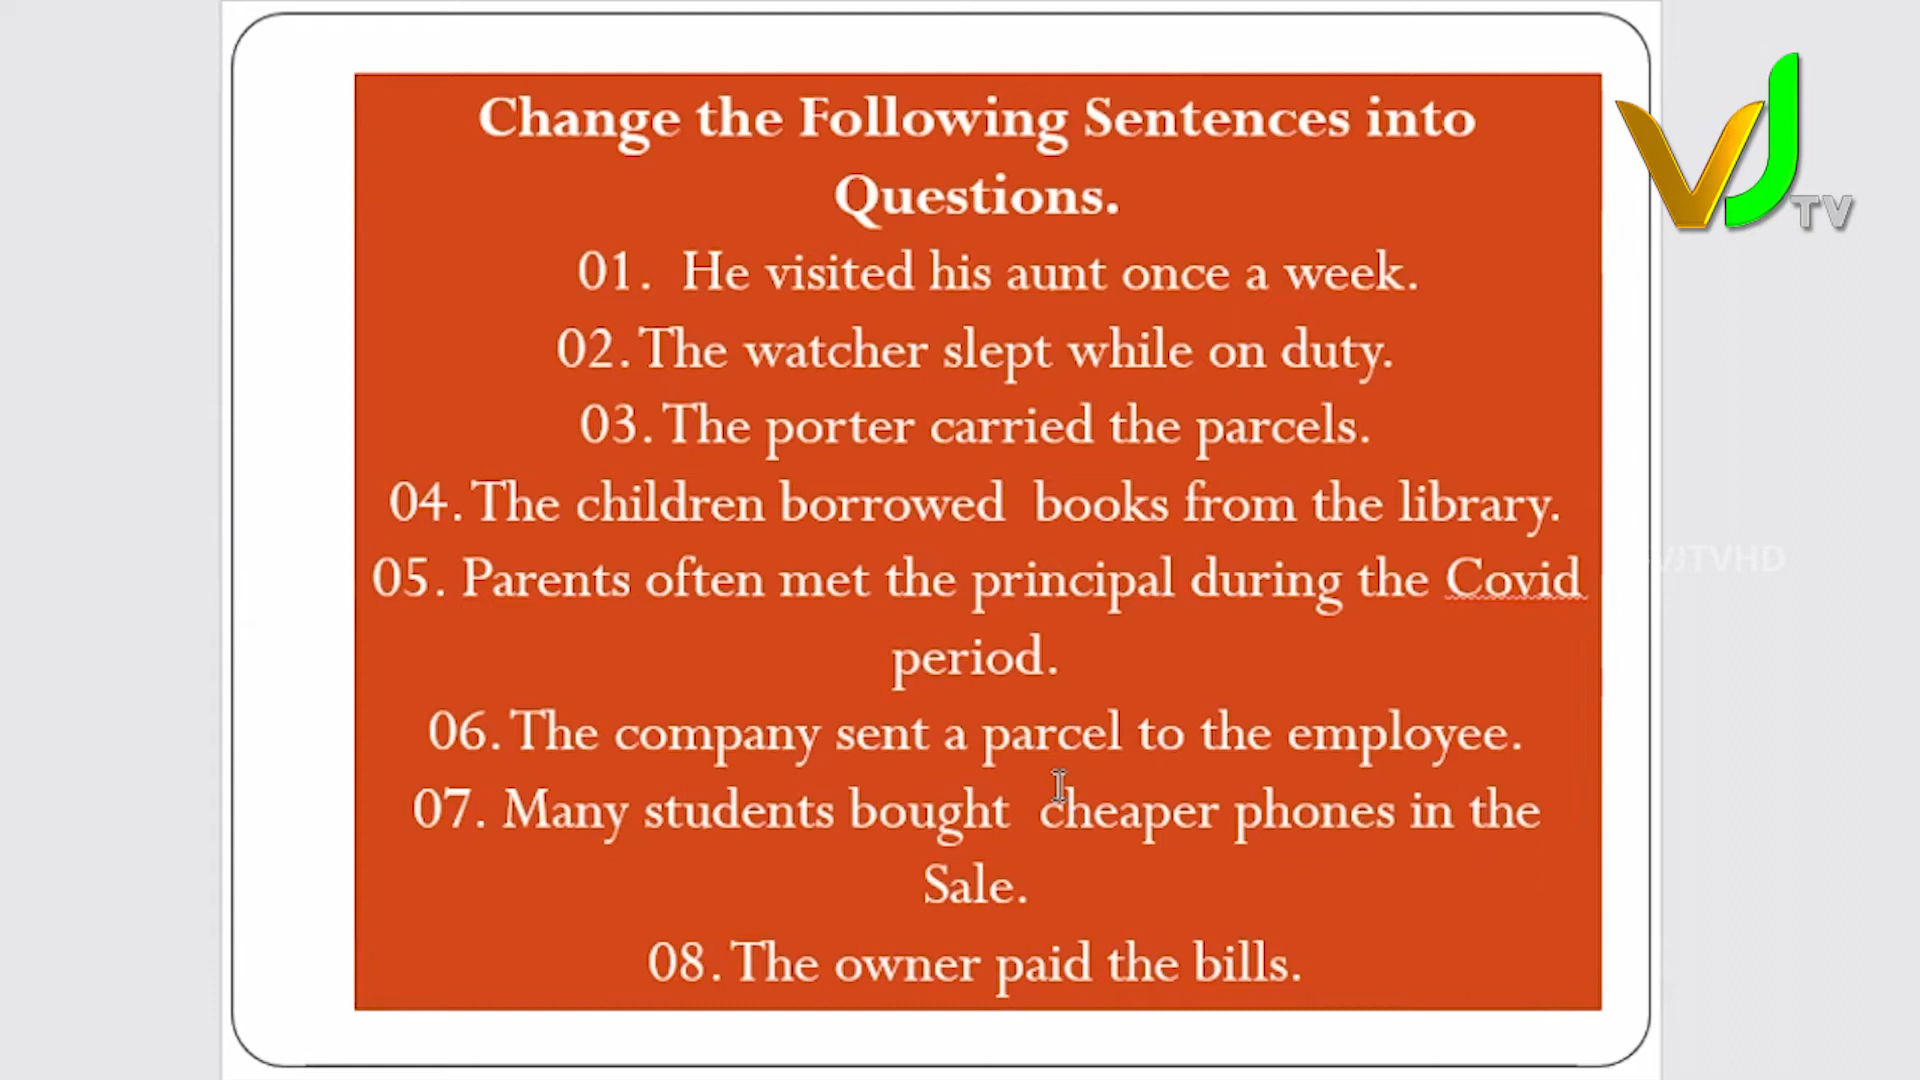 Change the Following Sentences into
Questions.
01. He visited his aunt once a week.
02. The watcher slept while on duty.
03. The porter carried the parcels.
04. The children borrowed books from the library.
05. Parents often met the principal during the Covid
period.
06. The company sent a parcel to the employee.
07. Many students bought cheaper phones in the
Sale.
08. The owner paid the bills.
VJ TV
VJTVHD